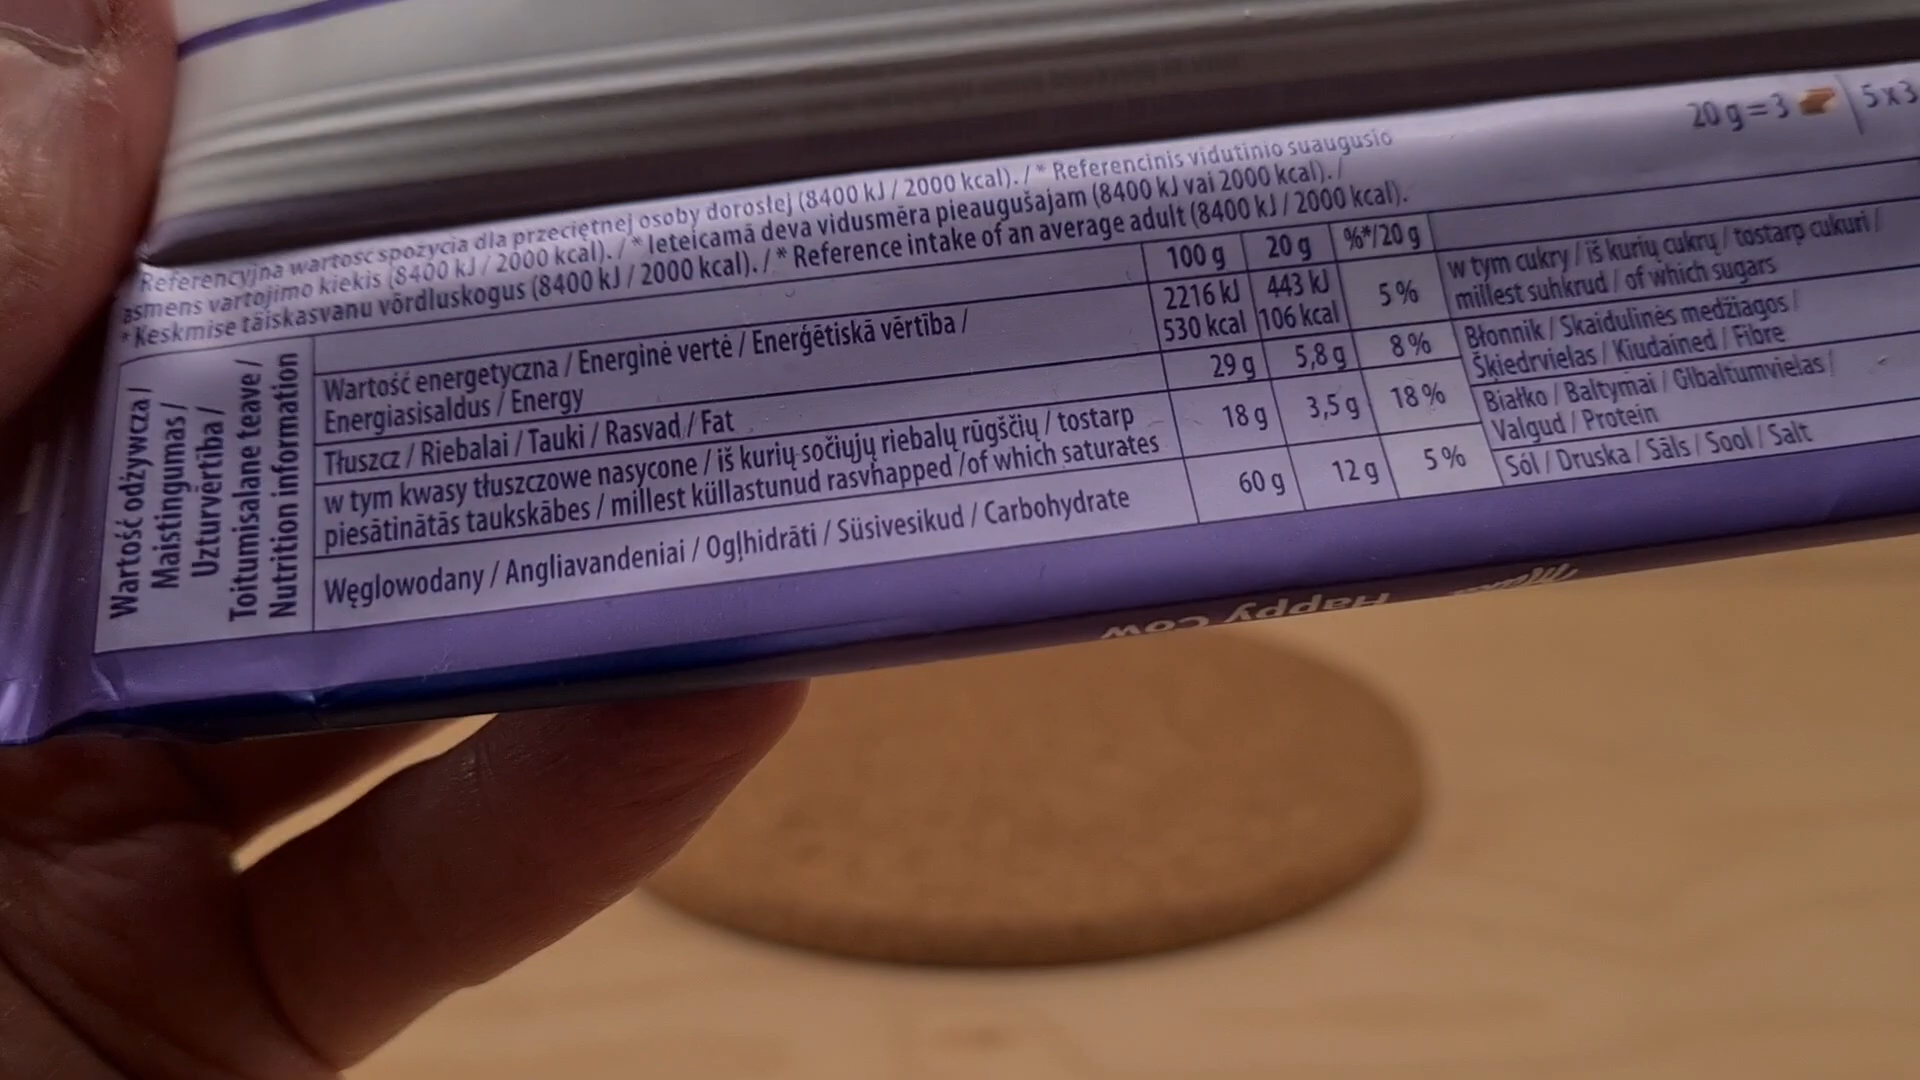 20 g=3
5x3
Referencyjna wartość spożycia dla przeciętnej osoby dorosłej (8400 kJ / 2000 kcal). / * Referencinis vidutinio suaugusio
asmens vartojimo kiekis (8400 kJ / 2000 kcal). / * Ieteicamā deva vidusmēra pieaugušajam (8400 kJ vai 2000 kcal). /
* Keskmise täiskasvanu võrdluskogus (8400 kJ / 2000 kcal). / * Reference intake of an average adult (8400 kJ / 2000 kcal).
Wartość odżywcza /
Maistingumas /
Uzturvērtība /
Toitumisalane teave /
Nutrition information
100 g 20 g %*/20 g
Wartość energetyczna / Energinė vertė / Enerģētiskā vērtība /
Energiasisaldus / Energy
2216 kJ 443 kJ
530 kcal 106 kcal
5 %
Tłuszcz / Riebalai / Tauki / Rasvad / Fat
29 g 5,8 g 8 %
w tym kwasy tłuszczowe nasycone / iš kurių sočiųjų riebalų rūgščių / tostarp
piesātinātās taukskābes / millest küllastunud rasvhapped /of which saturates
18 g 3,5 g 18 %
Węglowodany / Angliavandeniai / Ogļhidrāti / Süsivesikud / Carbohydrate
60 g 12 g 5 %
w tym cukry / iš kurių cukrų / tostarp cukuri /
millest suhkrud / of which sugars
Błonnik / Skaidulinės medžiagos /
Šķiedrvielas / Kiudained / Fibre
Białko / Baltymai / Olbaltumvielas /
Valgud / Protein
Sól / Druska / Sāls / Sool / Salt
Happy Cow